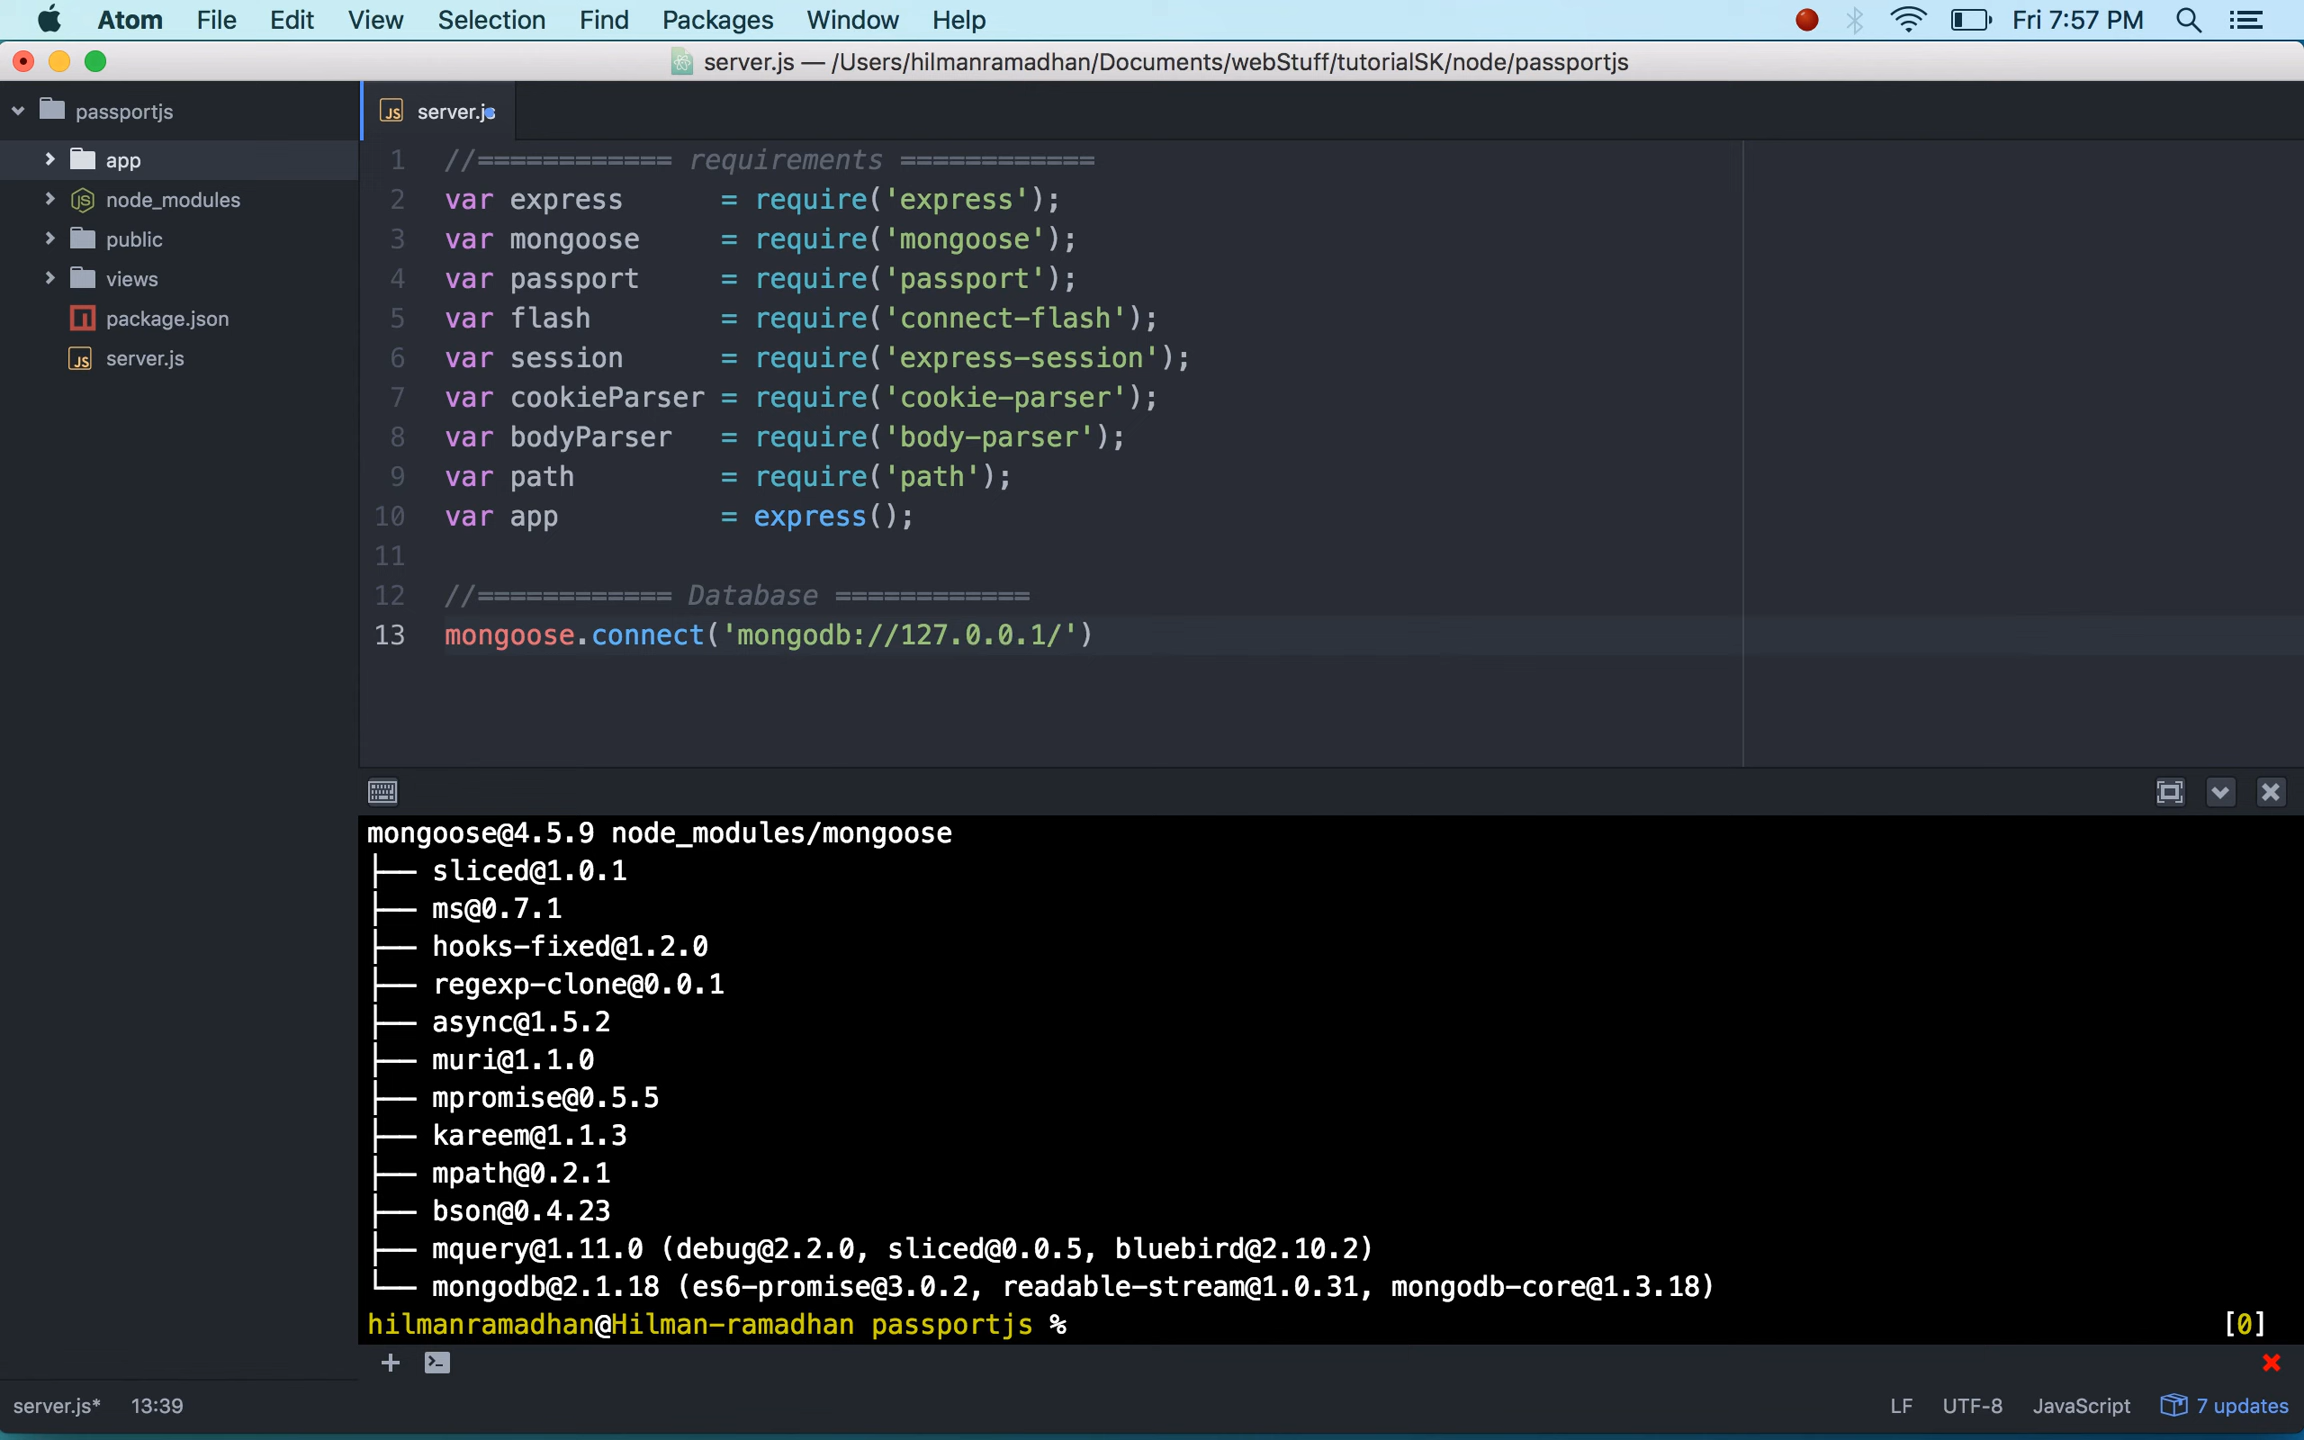 Atom File Edit View Selection Find Packages Window Help Fri 7:57 PM
server.js — /Users/hilmanramadhan/Documents/webStuff/tutorialSK/node/passportjs
passportjs
app
node_modules
public
views
package.json
server.js
server.js
1 //============ requirements ============
2 var express = require('express');
3 var mongoose = require('mongoose');
4 var passport = require('passport');
5 var flash = require('connect-flash');
6 var session = require('express-session');
7 var cookieParser = require('cookie-parser');
8 var bodyParser = require('body-parser');
9 var path = require('path');
10 var app = express();
11
12 //============ Database ============
13 mongoose.connect('mongodb://127.0.0.1/')
mongoose@4.5.9 node_modules/mongoose
├── sliced@1.0.1
├── ms@0.7.1
├── hooks-fixed@1.2.0
├── regexp-clone@0.0.1
├── async@1.5.2
├── muri@1.1.0
├── mpromise@0.5.5
├── kareem@1.1.3
├── mpath@0.2.1
├── bson@0.4.23
├── mquery@1.11.0 (debug@2.2.0, sliced@0.0.5, bluebird@2.10.2)
└── mongodb@2.1.18 (es6-promise@3.0.2, readable-stream@1.0.31, mongodb-core@1.3.18)
hilmanramadhan@Hilman-ramadhan passportjs % [0]
server.js* 13:39 LF UTF-8 JavaScript 7 updates